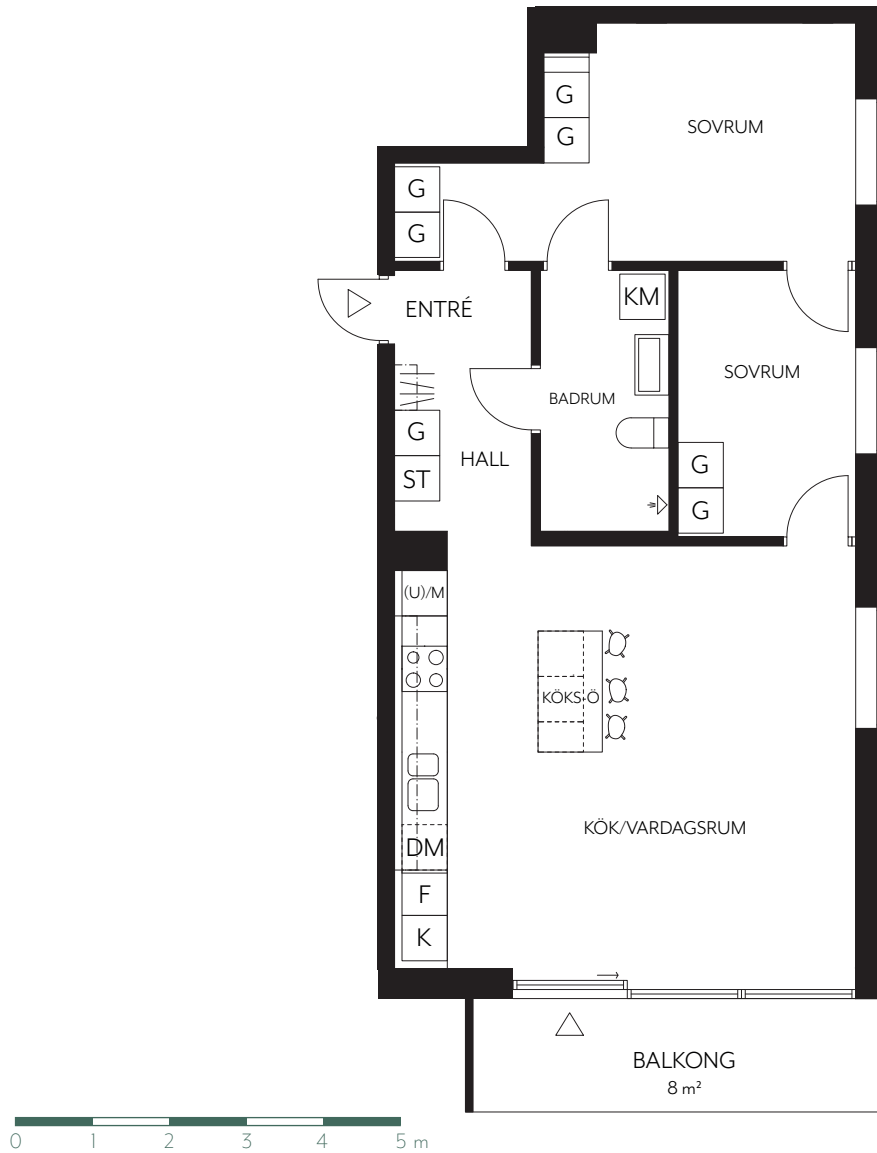 G
G
SOVRUM
G
G
ENTRÉ
KM
SOVRUM
BADRUM
G
HALL
ST
G
G
(U)/M
KÖKS-Ö
KÖK/VARDAGSRUM
DM
F
K
BALKONG
8 m²
0 1 2 3 4 5 m